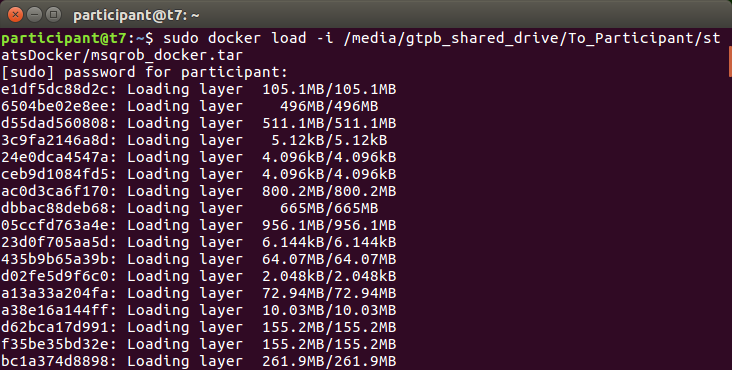 participant@t7: ~
participant@t7:~$ sudo docker load -i /media/gtpb_shared_drive/To_Participant/st
atsDocker/msqrob_docker.tar
[sudo] password for participant:
e1df5dc88d2c: Loading layer  105.1MB/105.1MB
6504be02e8ee: Loading layer    496MB/496MB
d55dad560808: Loading layer  511.1MB/511.1MB
3c9fa2146a8d: Loading layer   5.12kB/5.12kB
24e0dca4547a: Loading layer  4.096kB/4.096kB
ceb9d1084fd5: Loading layer  4.096kB/4.096kB
ac0d3ca6f170: Loading layer  800.2MB/800.2MB
dbbac88deb68: Loading layer    665MB/665MB
05ccfd763a4e: Loading layer  956.1MB/956.1MB
23d0f705aa5d: Loading layer  6.144kB/6.144kB
435b9b65a39b: Loading layer  64.07MB/64.07MB
d02fe5d9f6c0: Loading layer  2.048kB/2.048kB
a13a33a204fa: Loading layer  72.94MB/72.94MB
a38e16a144ff: Loading layer  10.03MB/10.03MB
d62bca17d991: Loading layer  155.2MB/155.2MB
f35be35bd32e: Loading layer  155.2MB/155.2MB
bc1a374d8898: Loading layer  261.9MB/261.9MB